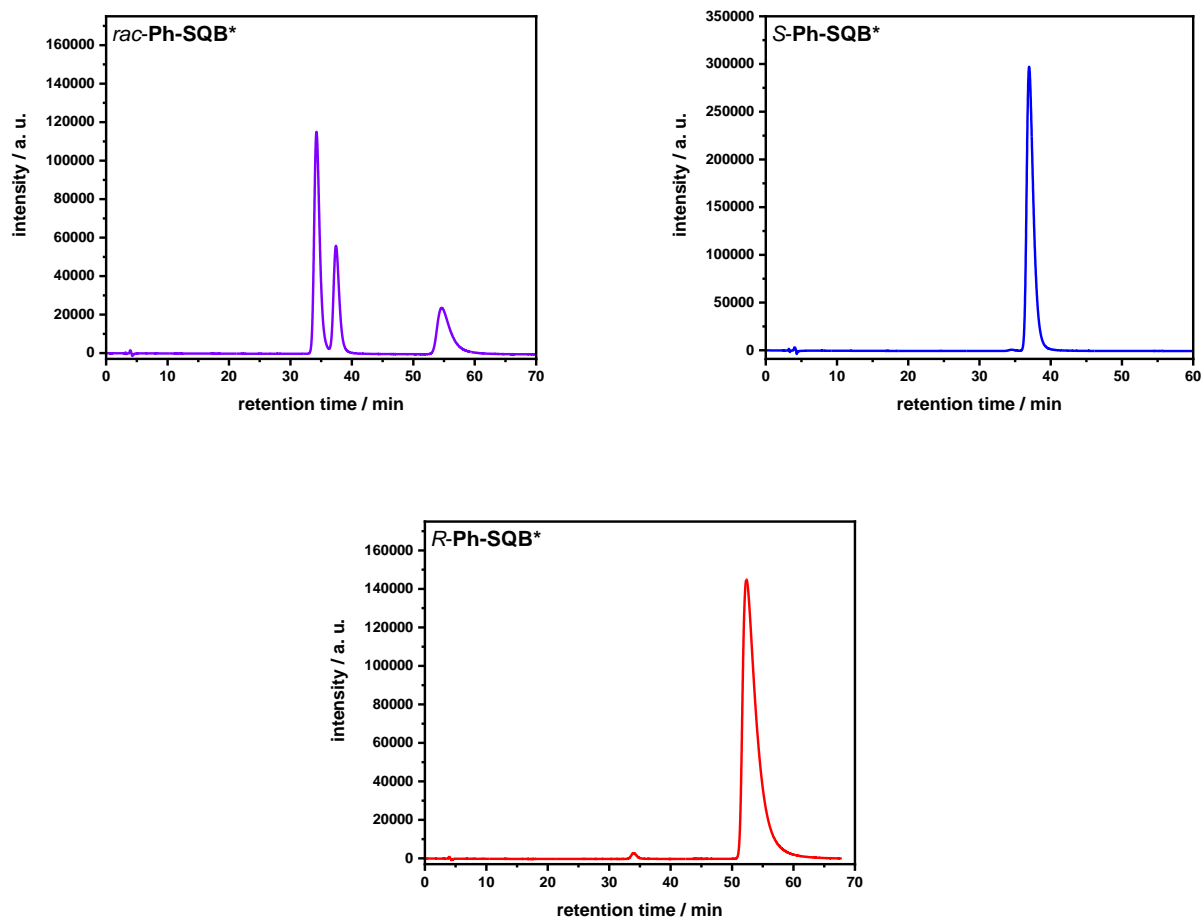 rac-Ph-SQB*
160000
140000
120000
100000
80000
60000
40000
20000
0
0 10 20 30 40 50 60 70
retention time / min
intensity / a. u.
S-Ph-SQB*
350000
300000
250000
200000
150000
100000
50000
0
0 10 20 30 40 50 60
retention time / min
intensity / a. u.
R-Ph-SQB*
160000
140000
120000
100000
80000
60000
40000
20000
0
0 10 20 30 40 50 60 70
retention time / min
intensity / a. u.